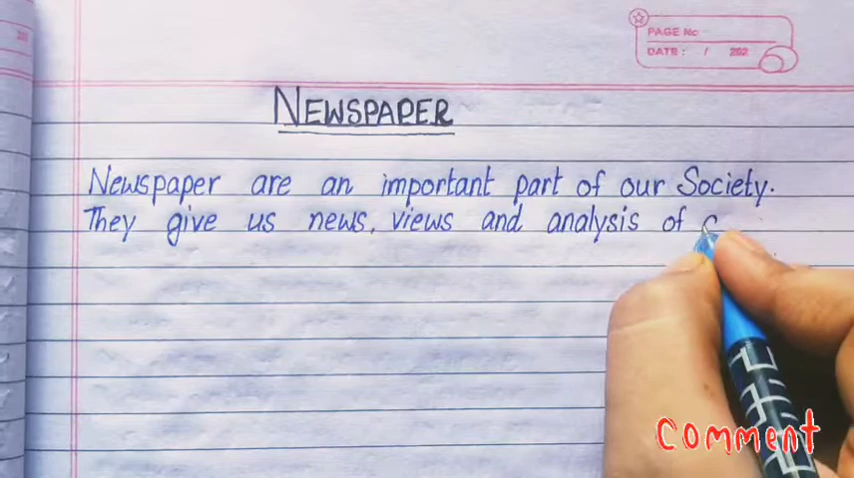 PAGE No
DATE: / 202
NEWSPAPER
Newspaper are an important part of our Society.
They give us news, views and analysis of
Comment